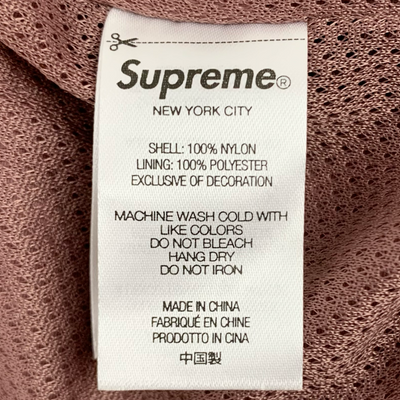 Supreme®
NEW YORK CITY
SHELL: 100% NYLON
LINING: 100% POLYESTER
EXCLUSIVE OF DECORATION
MACHINE WASH COLD WITH
LIKE COLORS
DO NOT BLEACH
HANG DRY
DO NOT IRON
MADE IN CHINA
FABRIQUÉ EN CHINE
PRODOTTO IN CINA
中国製